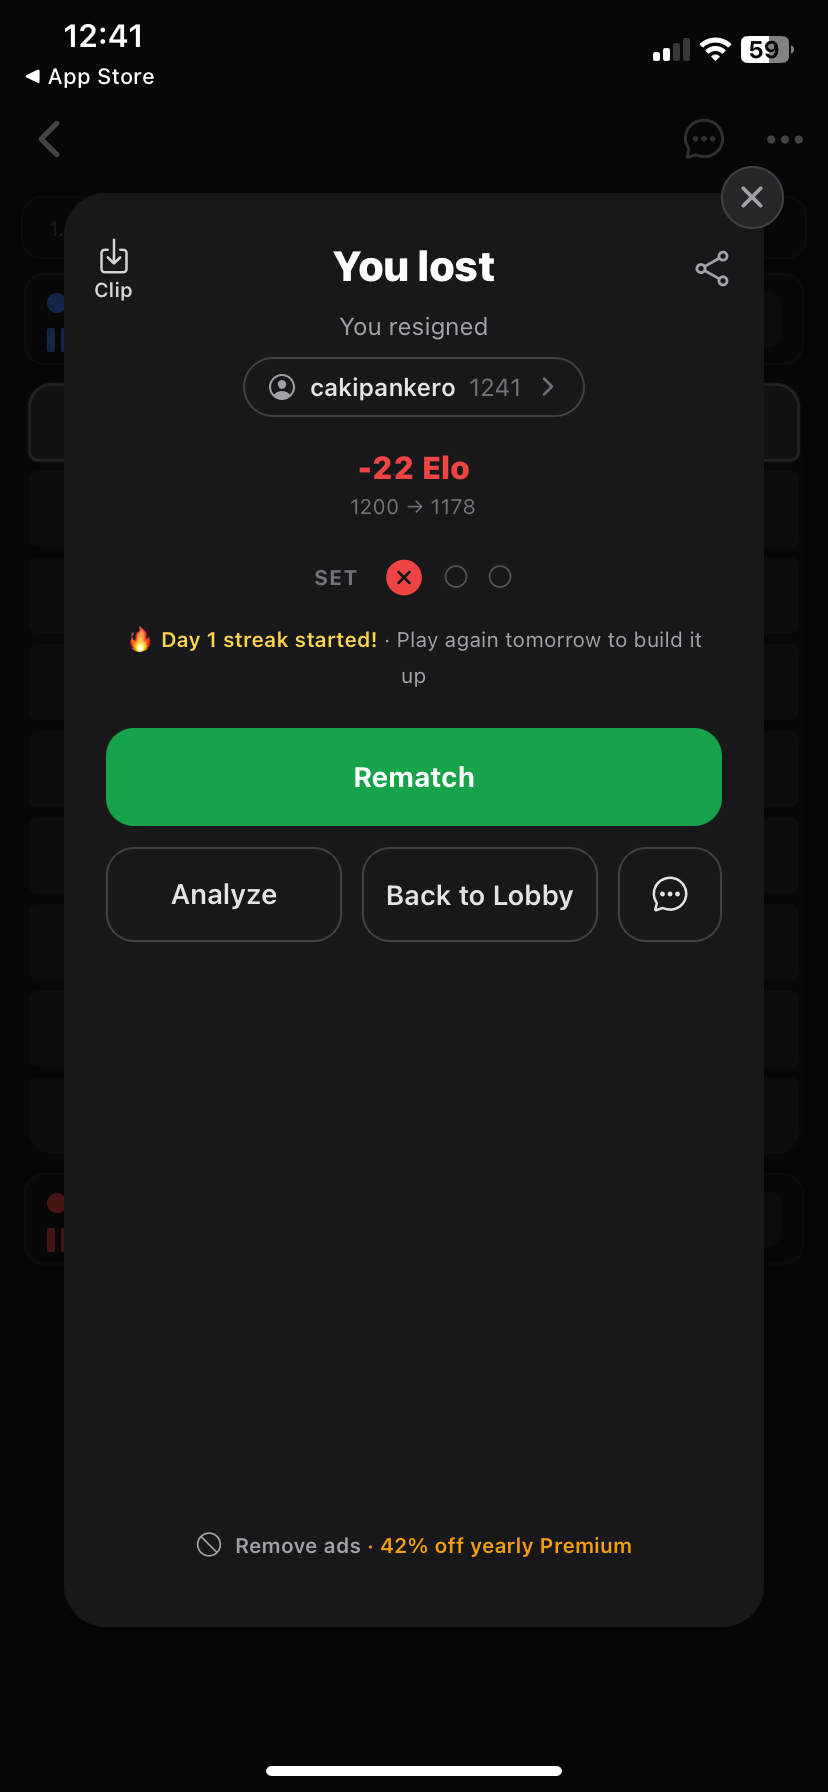 12:41
59
◀ App Store
1.
Clip
You lost
You resigned
cakipankero 1241
-22 Elo
1200 → 1178
SET
🔥 Day 1 streak started! · Play again tomorrow to build it
up
Rematch
Analyze
Back to Lobby
Remove ads · 42% off yearly Premium